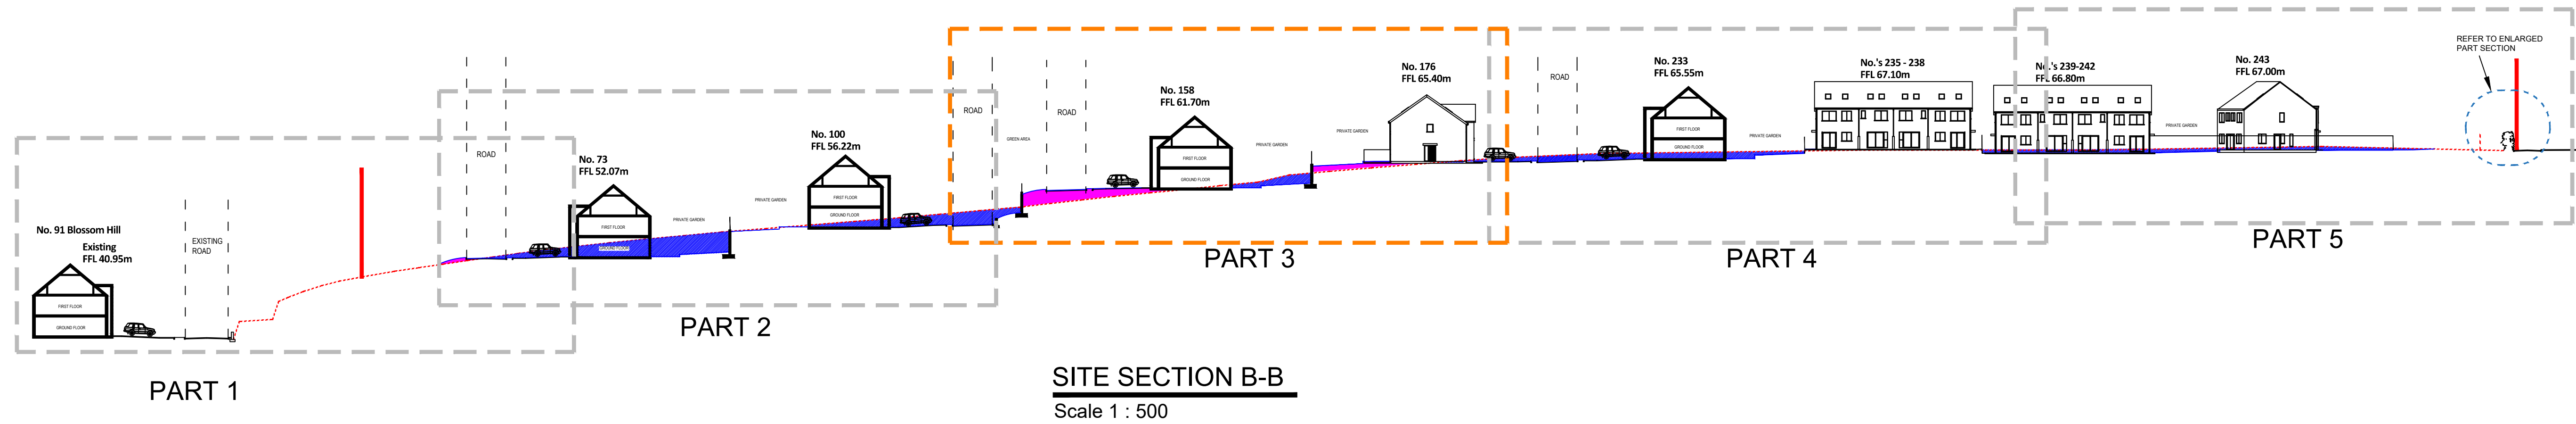 No. 91 Blossom Hill
Existing
FFL 40.95m
FIRST FLOOR
GROUND FLOOR
EXISTING
ROAD
PART 1
ROAD
No. 73
FFL 52.07m
FIRST FLOOR
GROUND FLOOR
PRIVATE GARDEN
PRIVATE GARDEN
No. 100
FFL 56.22m
FIRST FLOOR
GROUND FLOOR
PART 2
ROAD
GREEN AREA
ROAD
No. 158
FFL 61.70m
FIRST FLOOR
GROUND FLOOR
PRIVATE GARDEN
PRIVATE GARDEN
No. 176
FFL 65.40m
PART 3
ROAD
No. 233
FFL 65.55m
FIRST FLOOR
GROUND FLOOR
PRIVATE GARDEN
No.'s 235 - 238
FFL 67.10m
PART 4
No.'s 239-242
FFL 66.80m
PRIVATE GARDEN
No. 243
FFL 67.00m
REFER TO ENLARGED
PART SECTION
PART 5
SITE SECTION B-B
Scale 1 : 500